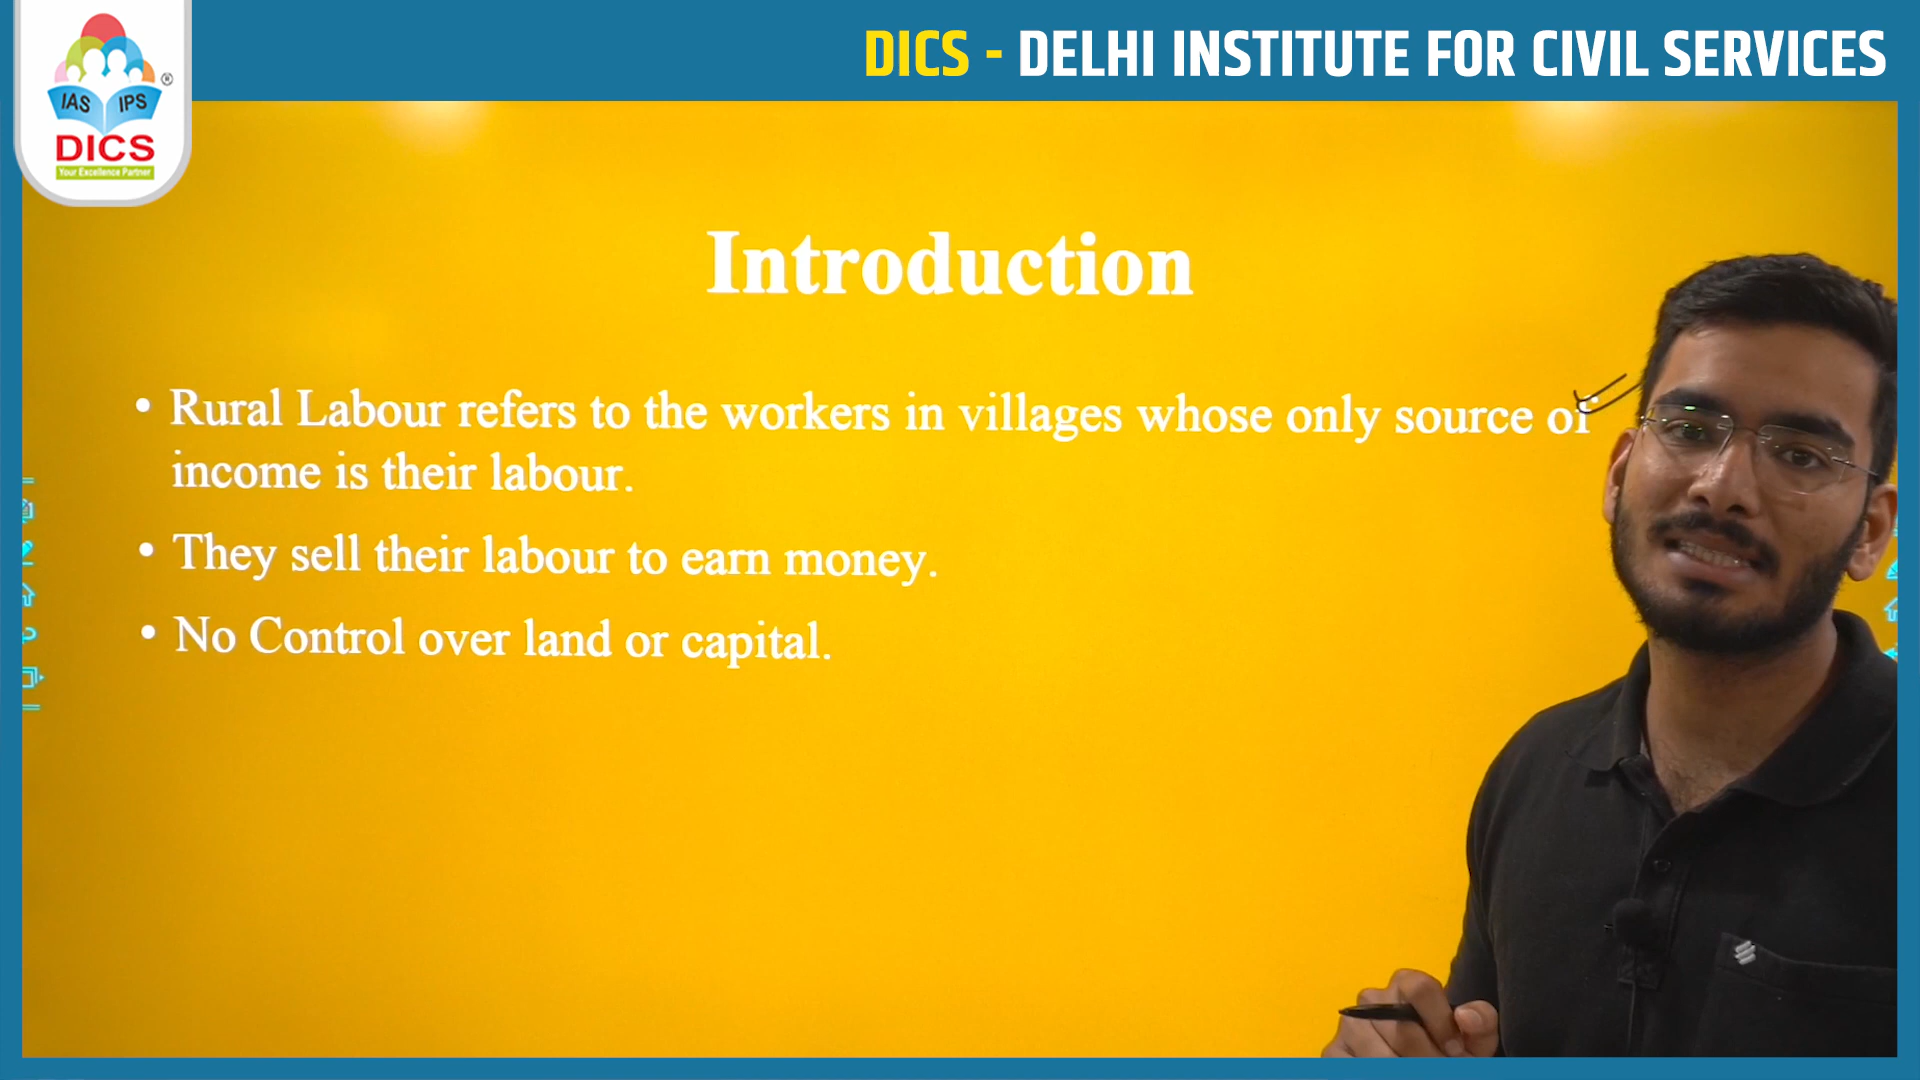 DICS - DELHI INSTITUTE FOR CIVIL SERVICES
IAS IPS
DICS
Your Excellence Partner
Introduction
• Rural Labour refers to the workers in villages whose only source of
income is their labour.
• They sell their labour to earn money.
• No Control over land or capital.